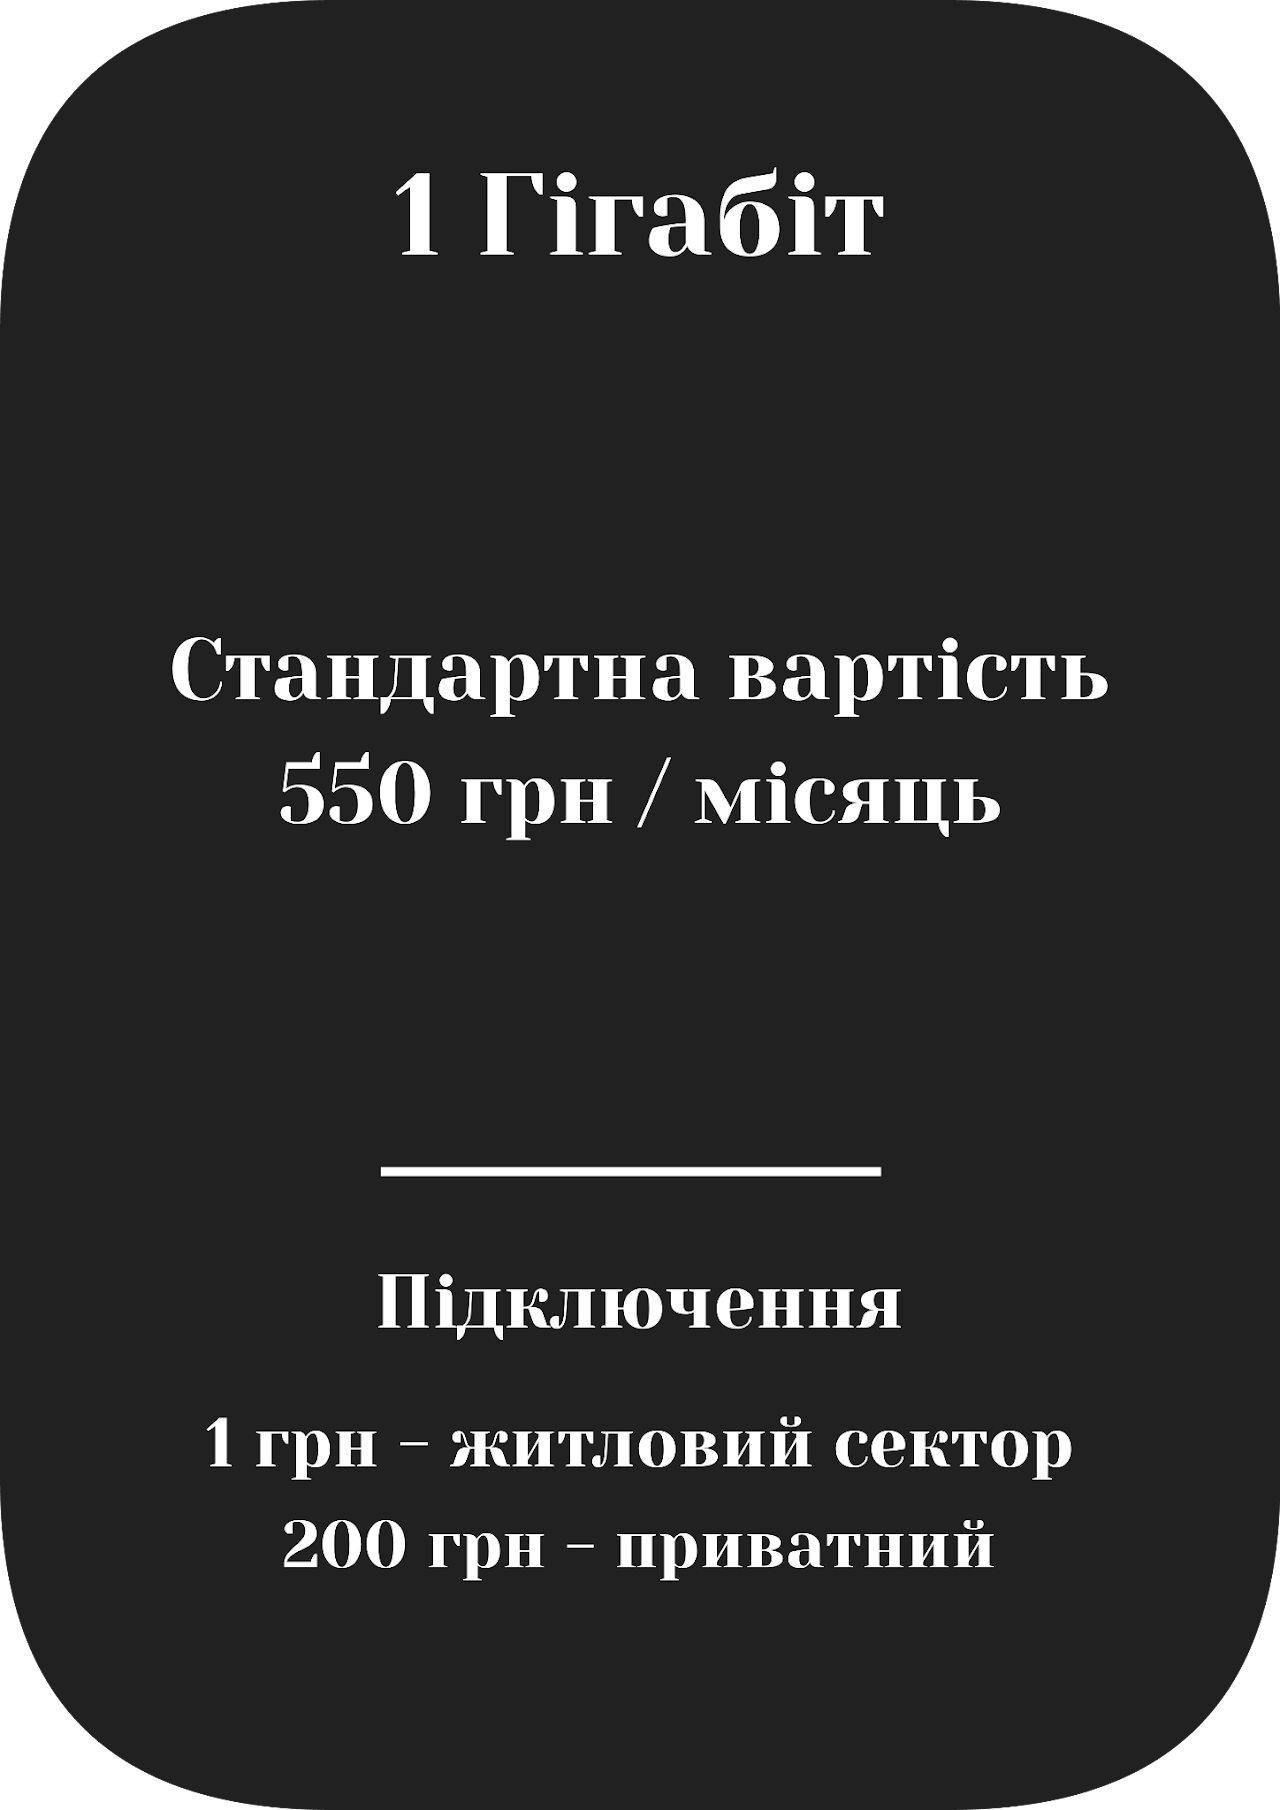 1 Гігабіт
Стандартна вартість
550 грн / місяць
Підключення
1 грн - житловий сектор
200 грн - приватний